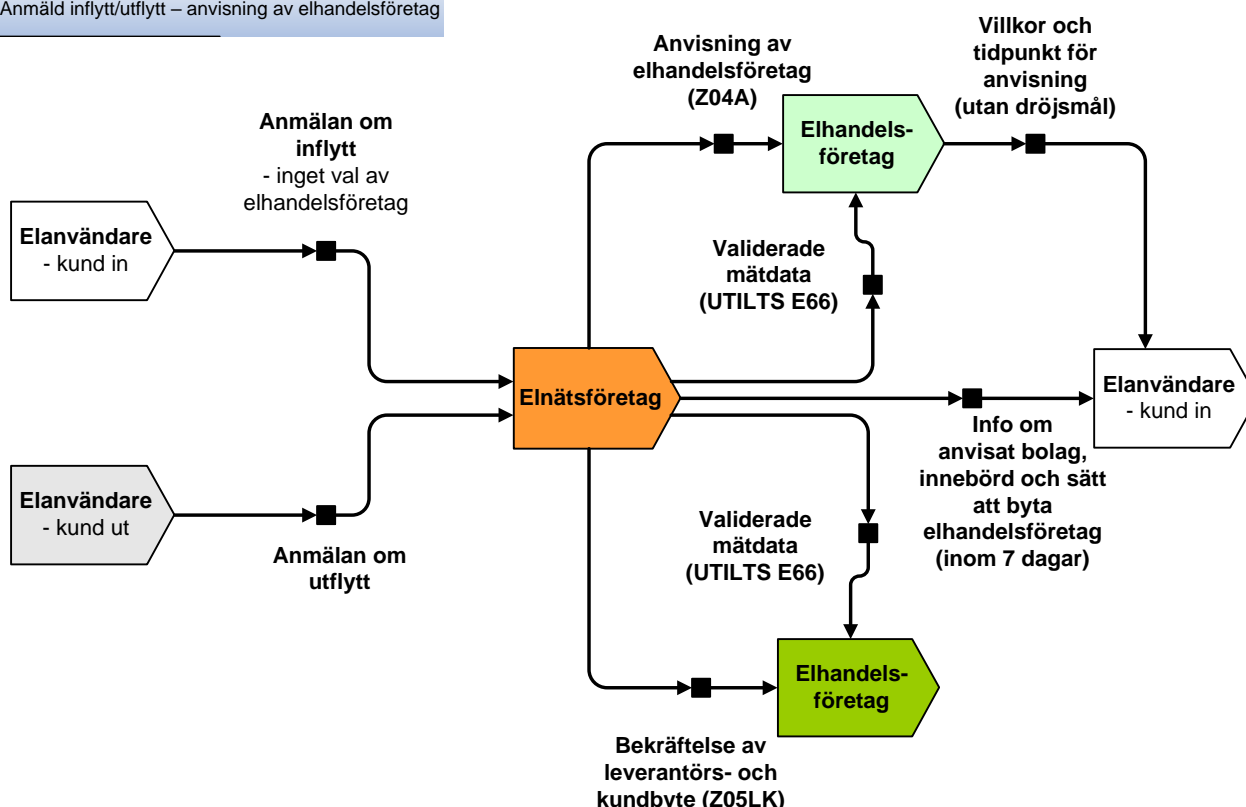 Anmäld inflytt/utflytt – anvisning av elhandelsföretag
Anmälan om
inflytt
- inget val av
elhandelsföretag
Anvisning av
elhandelsföretag
(Z04A)
Villkor och
tidpunkt för
anvisning
(utan dröjsmål)
Elhandels-
företag
Elanvändare
- kund in
Validerade
mätdata
(UTILTS E66)
Elnätsföretag
Elanvändare
- kund in
Info om
anvisat bolag,
innebörd och sätt
att byta
elhandelsföretag
(inom 7 dagar)
Elanvändare
- kund ut
Anmälan om
utflytt
Validerade
mätdata
(UTILTS E66)
Elhandels-
företag
Bekräftelse av
leverantörs- och
kundbyte (Z05LK)